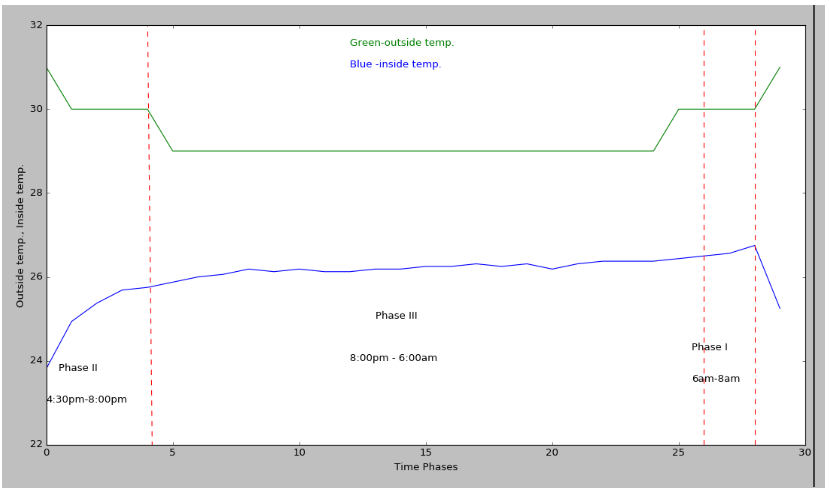 32
Green-outside temp.
Blue -inside temp.
30
28
Outside temp., Inside temp.
26
Phase III
Phase I
24
8:00pm - 6:00am
Phase II
6am-8am
4:30pm-8:00pm
22
0 5 10 15 20 25 30
Time Phases